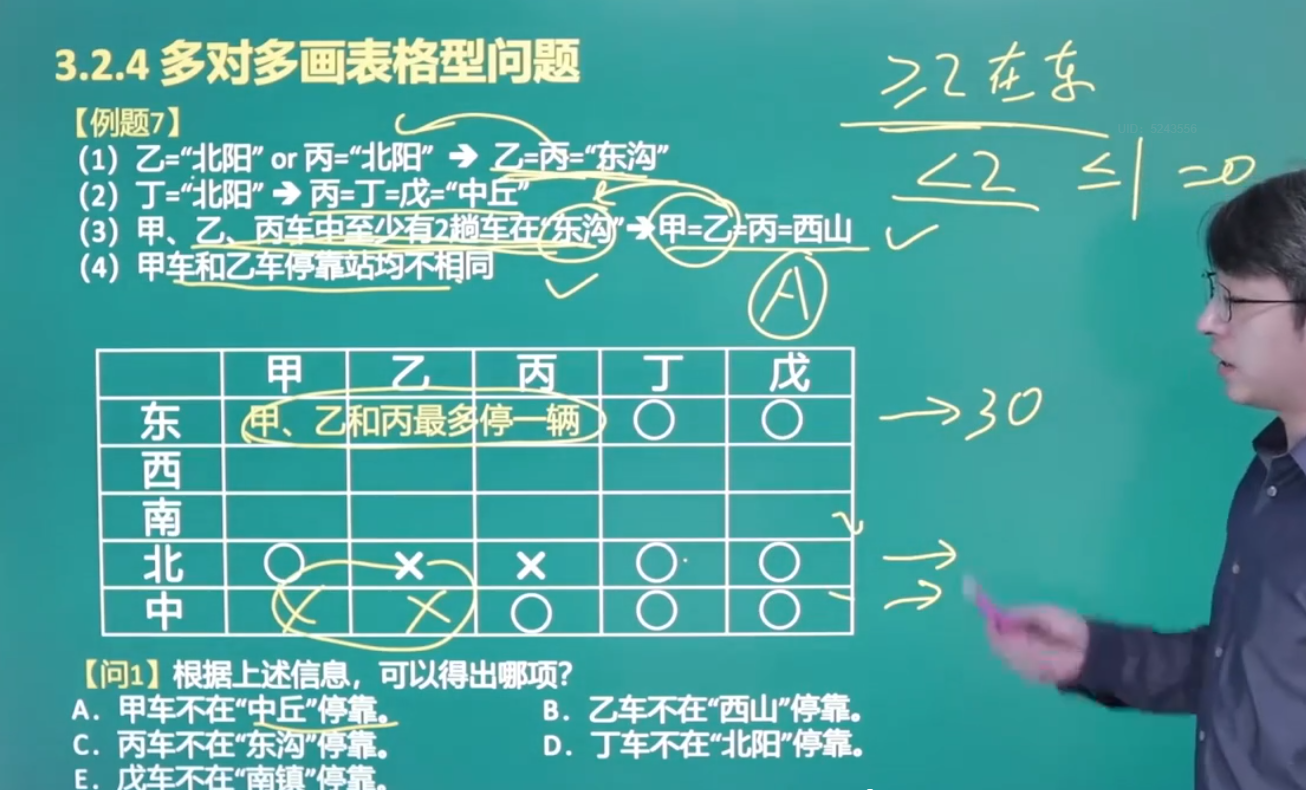 3.2.4 多对多画表格型问题
≥2在东
【例题7】
UID: 5243556
(1) 乙=“北阳” or 丙=“北阳” → 乙=丙=“东沟”
<2 ≤1 =0
(2) 丁=“北阳” → 丙=丁=戊=“中丘”
(3) 甲、乙、丙车中至少有2趟车在“东沟”→甲=乙=丙=西山
(4) 甲车和乙车停靠站均不相同
A
甲 乙 丙 丁 戊
东 甲、乙和丙最多停一辆 ○ ○ →30
西
南
北 ○ × × ○ ○ →
中 × × ○ ○ ○ →
【问1】根据上述信息，可以得出哪项？
A. 甲车不在“中丘”停靠。 B. 乙车不在“西山”停靠。
C. 丙车不在“东沟”停靠。 D. 丁车不在“北阳”停靠。
E. 戊车不在“南镇”停靠。